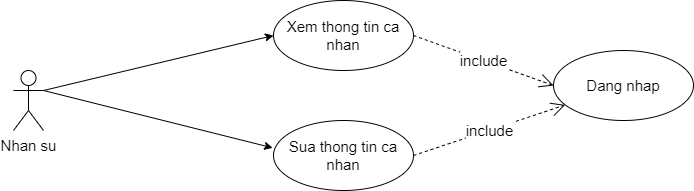 Xem thong tin ca
nhan
include
Dang nhap
include
Nhan su
Sua thong tin ca
nhan